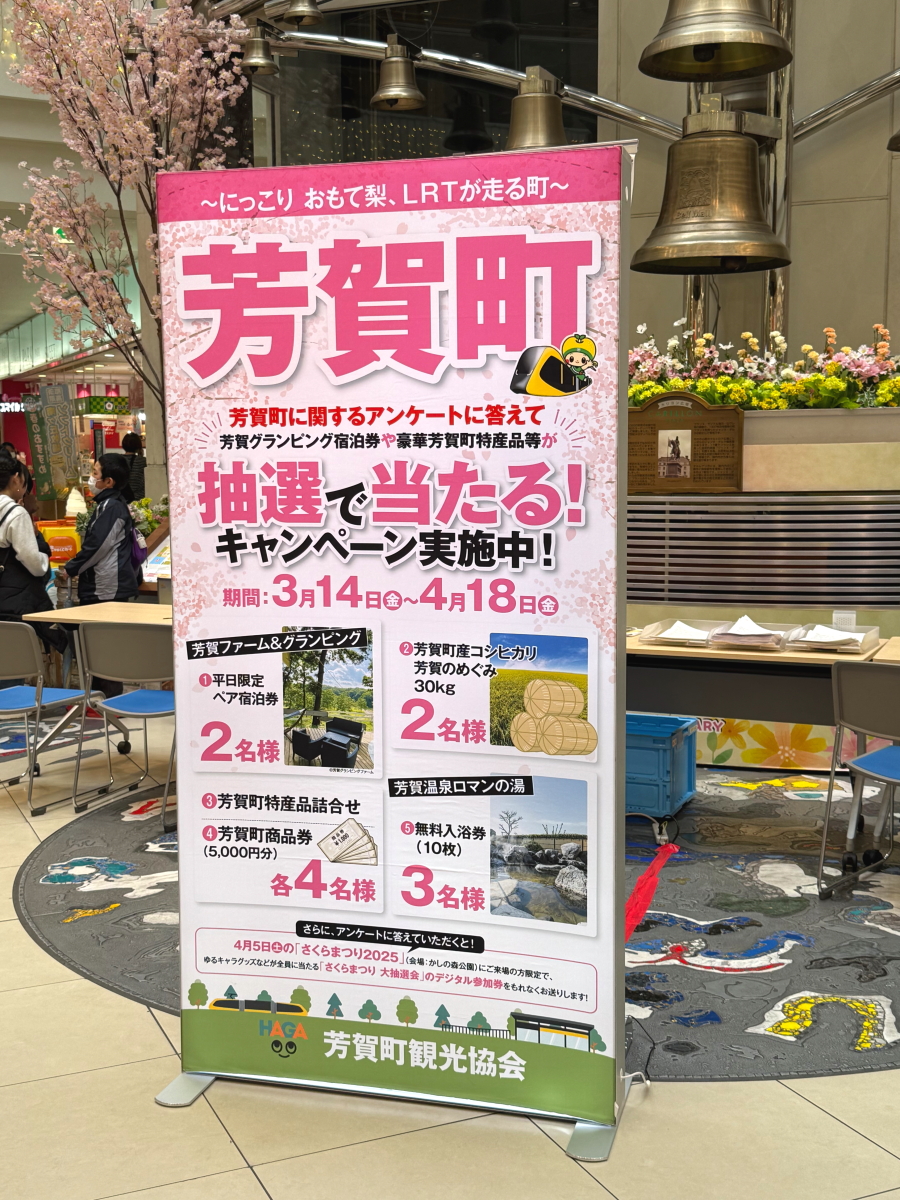 ～にっこり おもて梨、LRTが走る町～
芳賀町
芳賀町に関するアンケートに答えて
芳賀グランピング宿泊券や豪華芳賀町特産品等が
抽選で当たる!
キャンペーン実施中!
期間:3月14日金～4月18日金
芳賀ファーム&グランピング
1 平日限定
ペア宿泊券
2名様
©芳賀グランピングファーム
2 芳賀町産コシヒカリ
芳賀のめぐみ
30kg
2名様
3 芳賀町特産品詰合せ
4 芳賀町商品券
(5,000円分)
各4名様
芳賀温泉ロマンの湯
5 無料入浴券
(10枚)
3名様
さらに、アンケートに答えていただくと!
4月5日土の「さくらまつり2025」(会場:かしの森公園)にご来場の方限定で、
ゆるキャラグッズなどが全員に当たる「さくらまつり 大抽選会」のデジタル参加券をもれなくお送りします!
HAGA
芳賀町観光協会